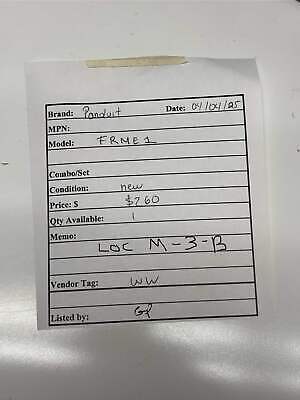 Brand: Panduit Date: 04/04/25
MPN:
Model: FRME1
Combo/Set
Condition: new
Price: $ $760
Qty Available: 1
Memo:
LOC M-3-B
Vendor Tag: WW
Listed by: